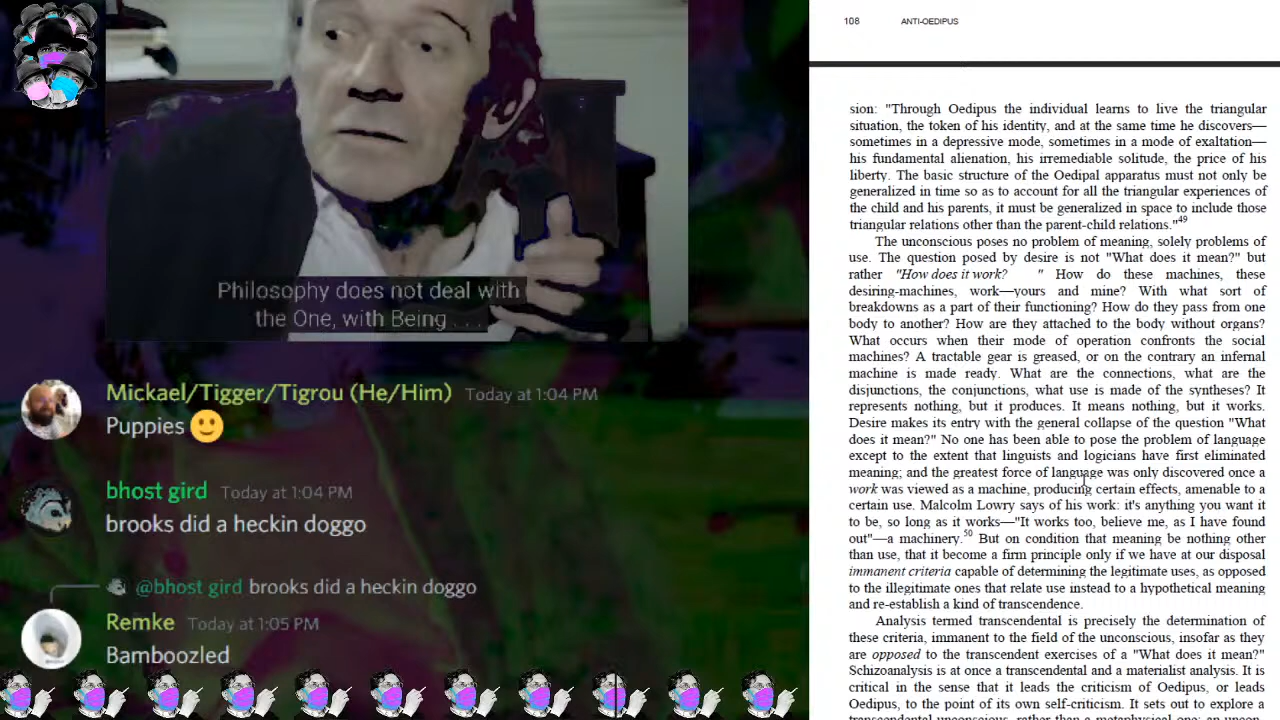 Philosophy does not deal with
the One, with Being . . .
Mickael/Tigger/Tigrou (He/Him) Today at 1:04 PM
Puppies 🙂
bhost gird Today at 1:04 PM
brooks did a heckin doggo
@bhost gird brooks did a heckin doggo
Remke Today at 1:05 PM
Bamboozled
108 ANTI-OEDIPUS
sion: "Through Oedipus the individual learns to live the triangular
situation, the token of his identity, and at the same time he discovers—
sometimes in a depressive mode, sometimes in a mode of exaltation—
his fundamental alienation, his irremediable solitude, the price of his
liberty. The basic structure of the Oedipal apparatus must not only be
generalized in time so as to account for all the triangular experiences of
the child and his parents, it must be generalized in space to include those
triangular relations other than the parent-child relations."49
The unconscious poses no problem of meaning, solely problems of
use. The question posed by desire is not "What does it mean?" but
rather "How does it work? " How do these machines, these
desiring-machines, work—yours and mine? With what sort of
breakdowns as a part of their functioning? How do they pass from one
body to another? How are they attached to the body without organs?
What occurs when their mode of operation confronts the social
machines? A tractable gear is greased, or on the contrary an infernal
machine is made ready. What are the connections, what are the
disjunctions, the conjunctions, what use is made of the syntheses? It
represents nothing, but it produces. It means nothing, but it works.
Desire makes its entry with the general collapse of the question "What
does it mean?" No one has been able to pose the problem of language
except to the extent that linguists and logicians have first eliminated
meaning; and the greatest force of language was only discovered once a
work was viewed as a machine, producing certain effects, amenable to a
certain use. Malcolm Lowry says of his work: it's anything you want it
to be, so long as it works—"It works too, believe me, as I have found
out"—a machinery.50 But on condition that meaning be nothing other
than use, that it become a firm principle only if we have at our disposal
immanent criteria capable of determining the legitimate uses, as opposed
to the illegitimate ones that relate use instead to a hypothetical meaning
and re-establish a kind of transcendence.
Analysis termed transcendental is precisely the determination of
these criteria, immanent to the field of the unconscious, insofar as they
are opposed to the transcendent exercises of a "What does it mean?"
Schizoanalysis is at once a transcendental and a materialist analysis. It is
critical in the sense that it leads the criticism of Oedipus, or leads
Oedipus, to the point of its own self-criticism. It sets out to explore a
transcendental unconscious, rather than a metaphysical one; an uncon-